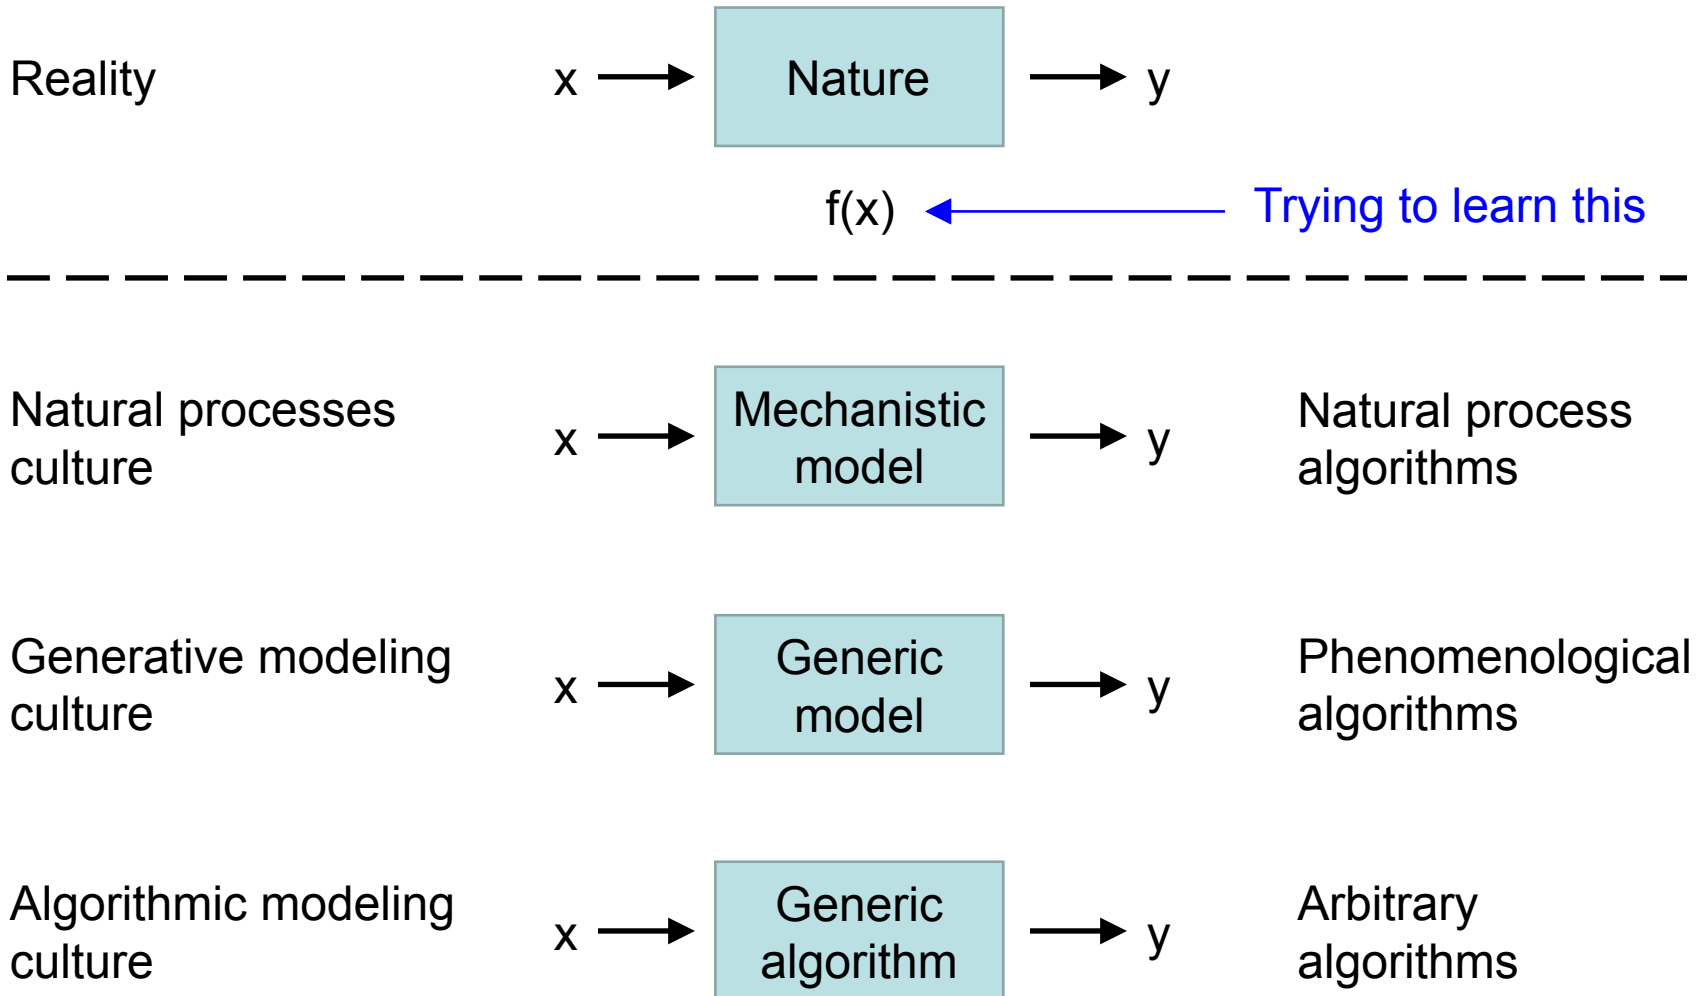 Reality x Nature y
f(x) Trying to learn this
Natural processes
culture
x
Mechanistic
model
y
Natural process
algorithms
Generative modeling
culture
x
Generic
model
y
Phenomenological
algorithms
Algorithmic modeling
culture
x
Generic
algorithm
y
Arbitrary
algorithms